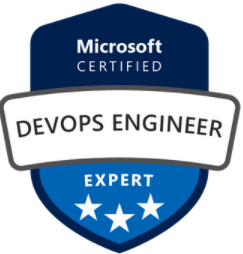 Microsoft
CERTIFIED
DEVOPS ENGINEER
EXPERT